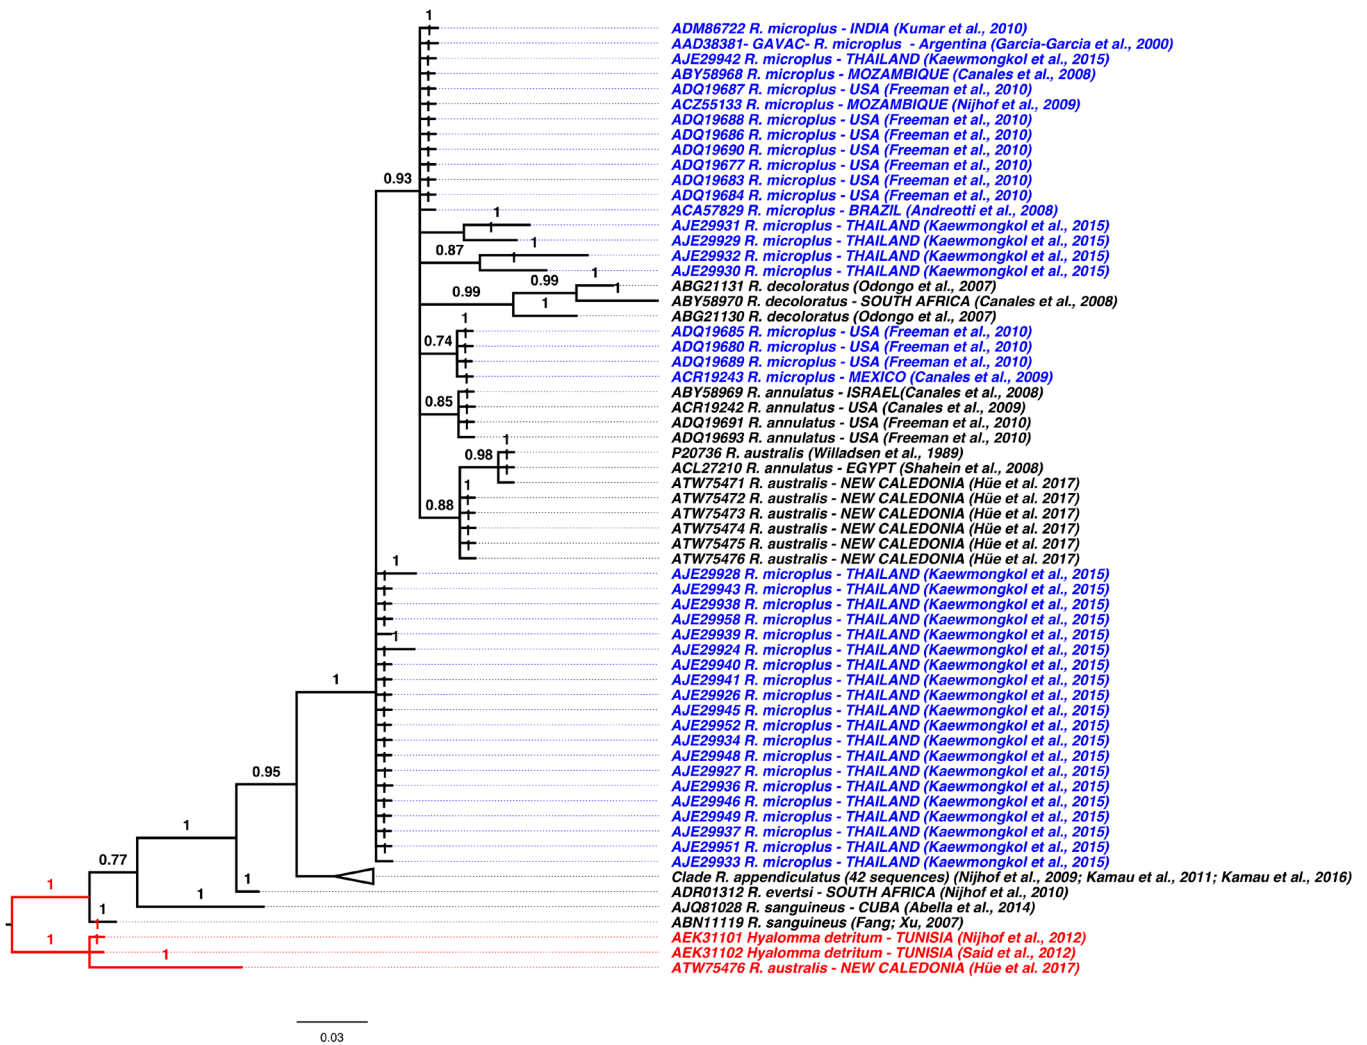 1
ADM86722 R. microplus - INDIA (Kumar et al., 2010)
AAD38381- GAVAC- R. microplus - Argentina (Garcia-Garcia et al., 2000)
AJE29942 R. microplus - THAILAND (Kaewmongkol et al., 2015)
ABY58968 R. microplus - MOZAMBIQUE (Canales et al., 2008)
ADQ19687 R. microplus - USA (Freeman et al., 2010)
ACZ55133 R. microplus - MOZAMBIQUE (Nijhof et al., 2009)
ADQ19688 R. microplus - USA (Freeman et al., 2010)
ADQ19686 R. microplus - USA (Freeman et al., 2010)
ADQ19690 R. microplus - USA (Freeman et al., 2010)
ADQ19677 R. microplus - USA (Freeman et al., 2010)
0.93
ADQ19683 R. microplus - USA (Freeman et al., 2010)
ADQ19684 R. microplus - USA (Freeman et al., 2010)
ACA57829 R. microplus - BRAZIL (Andreotti et al., 2008)
1
AJE29931 R. microplus - THAILAND (Kaewmongkol et al., 2015)
1
AJE29929 R. microplus - THAILAND (Kaewmongkol et al., 2015)
0.87
AJE29932 R. microplus - THAILAND (Kaewmongkol et al., 2015)
1
AJE29930 R. microplus - THAILAND (Kaewmongkol et al., 2015)
0.99
1
ABG21131 R. decoloratus (Odongo et al., 2007)
0.99
1
ABY58970 R. decoloratus - SOUTH AFRICA (Canales et al., 2008)
ABG21130 R. decoloratus (Odongo et al., 2007)
1
ADQ19685 R. microplus - USA (Freeman et al., 2010)
0.74
ADQ19680 R. microplus - USA (Freeman et al., 2010)
ADQ19689 R. microplus - USA (Freeman et al., 2010)
ACR19243 R. microplus - MEXICO (Canales et al., 2009)
ABY58969 R. annulatus - ISRAEL(Canales et al., 2008)
0.85
ACR19242 R. annulatus - USA (Canales et al., 2009)
ADQ19691 R. annulatus - USA (Freeman et al., 2010)
ADQ19693 R. annulatus - USA (Freeman et al., 2010)
1
0.98
P20736 R. australis (Willadsen et al., 1989)
ACL27210 R. annulatus - EGYPT (Shahein et al., 2008)
1
ATW75471 R. australis - NEW CALEDONIA (Hüe et al. 2017)
0.88
ATW75472 R. australis - NEW CALEDONIA (Hüe et al. 2017)
ATW75473 R. australis - NEW CALEDONIA (Hüe et al. 2017)
ATW75474 R. australis - NEW CALEDONIA (Hüe et al. 2017)
ATW75475 R. australis - NEW CALEDONIA (Hüe et al. 2017)
ATW75476 R. australis - NEW CALEDONIA (Hüe et al. 2017)
1
AJE29928 R. microplus - THAILAND (Kaewmongkol et al., 2015)
AJE29943 R. microplus - THAILAND (Kaewmongkol et al., 2015)
AJE29938 R. microplus - THAILAND (Kaewmongkol et al., 2015)
AJE29958 R. microplus - THAILAND (Kaewmongkol et al., 2015)
1
AJE29939 R. microplus - THAILAND (Kaewmongkol et al., 2015)
AJE29924 R. microplus - THAILAND (Kaewmongkol et al., 2015)
AJE29940 R. microplus - THAILAND (Kaewmongkol et al., 2015)
1
AJE29941 R. microplus - THAILAND (Kaewmongkol et al., 2015)
AJE29926 R. microplus - THAILAND (Kaewmongkol et al., 2015)
AJE29945 R. microplus - THAILAND (Kaewmongkol et al., 2015)
AJE29952 R. microplus - THAILAND (Kaewmongkol et al., 2015)
AJE29934 R. microplus - THAILAND (Kaewmongkol et al., 2015)
AJE29948 R. microplus - THAILAND (Kaewmongkol et al., 2015)
0.95
AJE29927 R. microplus - THAILAND (Kaewmongkol et al., 2015)
AJE29936 R. microplus - THAILAND (Kaewmongkol et al., 2015)
AJE29946 R. microplus - THAILAND (Kaewmongkol et al., 2015)
AJE29949 R. microplus - THAILAND (Kaewmongkol et al., 2015)
1
AJE29937 R. microplus - THAILAND (Kaewmongkol et al., 2015)
AJE29951 R. microplus - THAILAND (Kaewmongkol et al., 2015)
0.77
AJE29933 R. microplus - THAILAND (Kaewmongkol et al., 2015)
1
1
Clade R. appendiculatus (42 sequences) (Nijhof et al., 2009; Kamau et al., 2011; Kamau et al., 2016)
1
ADR01312 R. evertsi - SOUTH AFRICA (Nijhof et al., 2010)
1
AJQ81028 R. sanguineus - CUBA (Abella et al., 2014)
ABN11119 R. sanguineus (Fang; Xu, 2007)
1
1
AEK31101 Hyalomma detritum - TUNISIA (Nijhof et al., 2012)
1
AEK31102 Hyalomma detritum - TUNISIA (Said et al., 2012)
ATW75476 R. australis - NEW CALEDONIA (Hüe et al. 2017)
0.03